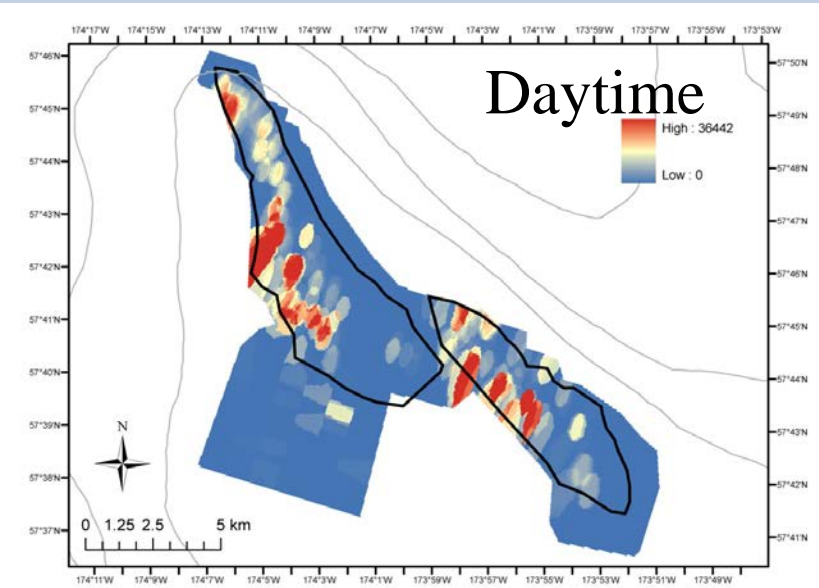 174°17'W 174°15'W 174°13'W 174°11'W 174°9'W 174°7'W 174°5'W 174°3'W 174°1'W 173°59'W 173°57'W 173°55'W 173°53'W
Daytime
High : 36442
Low : 0
57°46'N
57°45'N
57°44'N
57°43'N
57°42'N
57°41'N
57°40'N
57°39'N
57°38'N
57°37'N
57°50'N
57°49'N
57°48'N
57°47'N
57°46'N
57°45'N
57°44'N
57°43'N
57°42'N
57°41'N
N
0 1.25 2.5 5 km
174°11'W 174°9'W 174°7'W 174°5'W 174°3'W 174°1'W 173°59'W 173°57'W 173°55'W 173°53'W 173°51'W 173°49'W